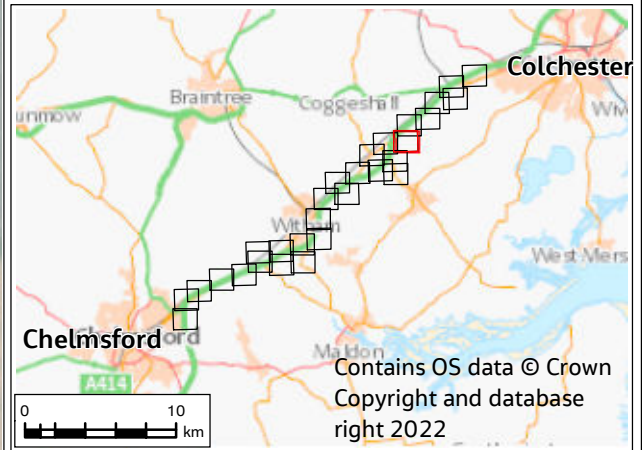 Colchester
Braintree
Coggeshall
unmow
Wiv
Witham
West Mers
Chelmsford
Maldon
A414
Contains OS data © Crown
Copyright and database
right 2022
0 10
km